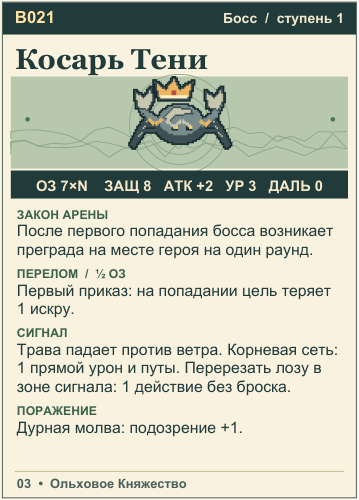 B021 Босс / ступень 1
Косарь Тени
ОЗ 7×N ЗАЩ 8 АТК +2 УР 3 ДАЛЬ 0
ЗАКОН АРЕНЫ
После первого попадания босса возникает
преграда на месте героя на один раунд.
ПЕРЕЛОМ / ½ ОЗ
Первый приказ: на попадании цель теряет
1 искру.
СИГНАЛ
Трава падает против ветра. Корневая сеть:
1 прямой урон и путы. Перерезать лозу в
зоне сигнала: 1 действие без броска.
ПОРАЖЕНИЕ
Дурная молва: подозрение +1.
03 • Ольховое Княжество